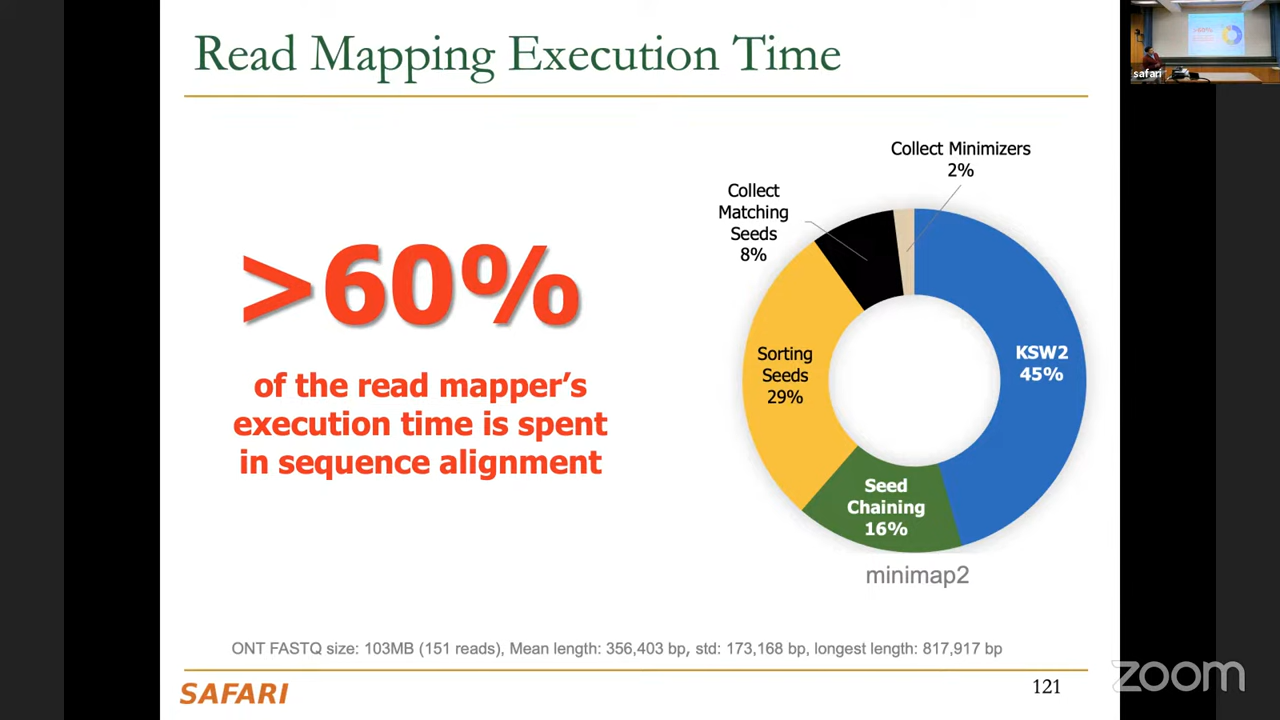 Read Mapping Execution Time
safari
>60%
of the read mapper's
execution time is spent
in sequence alignment
Collect Minimizers
2%
Collect
Matching
Seeds
8%
KSW2
45%
Sorting
Seeds
29%
Seed
Chaining
16%
minimap2
ONT FASTQ size: 103MB (151 reads), Mean length: 356,403 bp, std: 173,168 bp, longest length: 817,917 bp
SAFARI
121
zoom